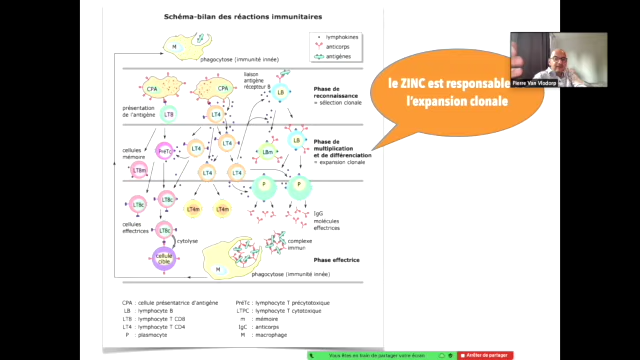 Schéma-bilan des réactions immunitaires
lymphokines
anticorps
antigènes
M
phagocytose (immunité innée)
CPA
CPA
liaison
antigène
récepteur B
LB
Phase de
reconnaissance
= sélection clonale
le ZINC est responsable
l'expansion clonale
Pierre Van Vlodorp
présentation
de l'antigène
LT8
LT4
cellules
mémoire
PréTc
LT4
LT4
LB
LBm
Phase de
multiplication
et de différenciation
= expansion clonale
LT8m
LT4
LT4
P
P
LT8c
LT8c
LT4m
LT4m
IgG
molécules
effectrices
cellules
effectrices
LT8c
cytolyse
cellule
cible
M
complexe
immun
Phase effectrice
phagocytose (immunité innée)
CPA : cellule présentatrice d'antigène
LB : lymphocyte B
LT8 : lymphocyte T CD8
LT4 : lymphocyte T CD4
P : plasmocyte
PréTc : lymphocyte T précytotoxique
LTPC : lymphocyte T cytotoxique
m : mémoire
IgC : anticorps
M : macrophage
Vous êtes en train de partager votre écran
Arrêter de partager